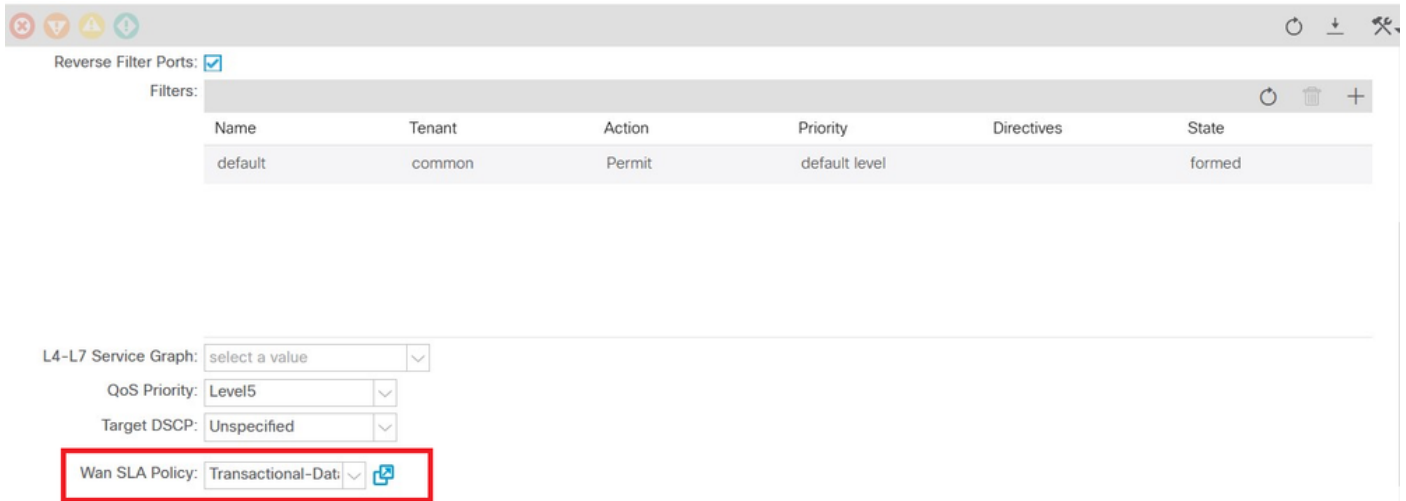 Reverse Filter Ports:
Filters:
Name Tenant Action Priority Directives State
default common Permit default level formed
L4-L7 Service Graph: select a value
QoS Priority: Level5
Target DSCP: Unspecified
Wan SLA Policy: Transactional-Dat